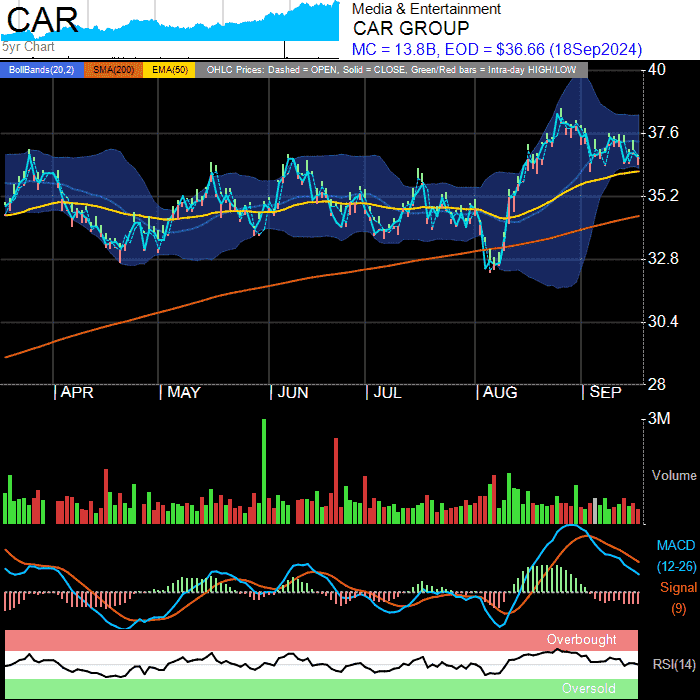 CAR
5yr Chart
Media & Entertainment
CAR GROUP
MC = 13.8B, EOD = $36.66 (18Sep2024)
BollBands(20,2) SMA(200) EMA(50) OHLC Prices: Dashed = OPEN, Solid = CLOSE, Green/Red bars = Intra-day HIGH/LOW
40
37.6
35.2
32.8
30.4
28
APR MAY JUN JUL AUG SEP
3M
Volume
MACD
(12-26)
Signal
(9)
Overbought
RSI(14)
Oversold